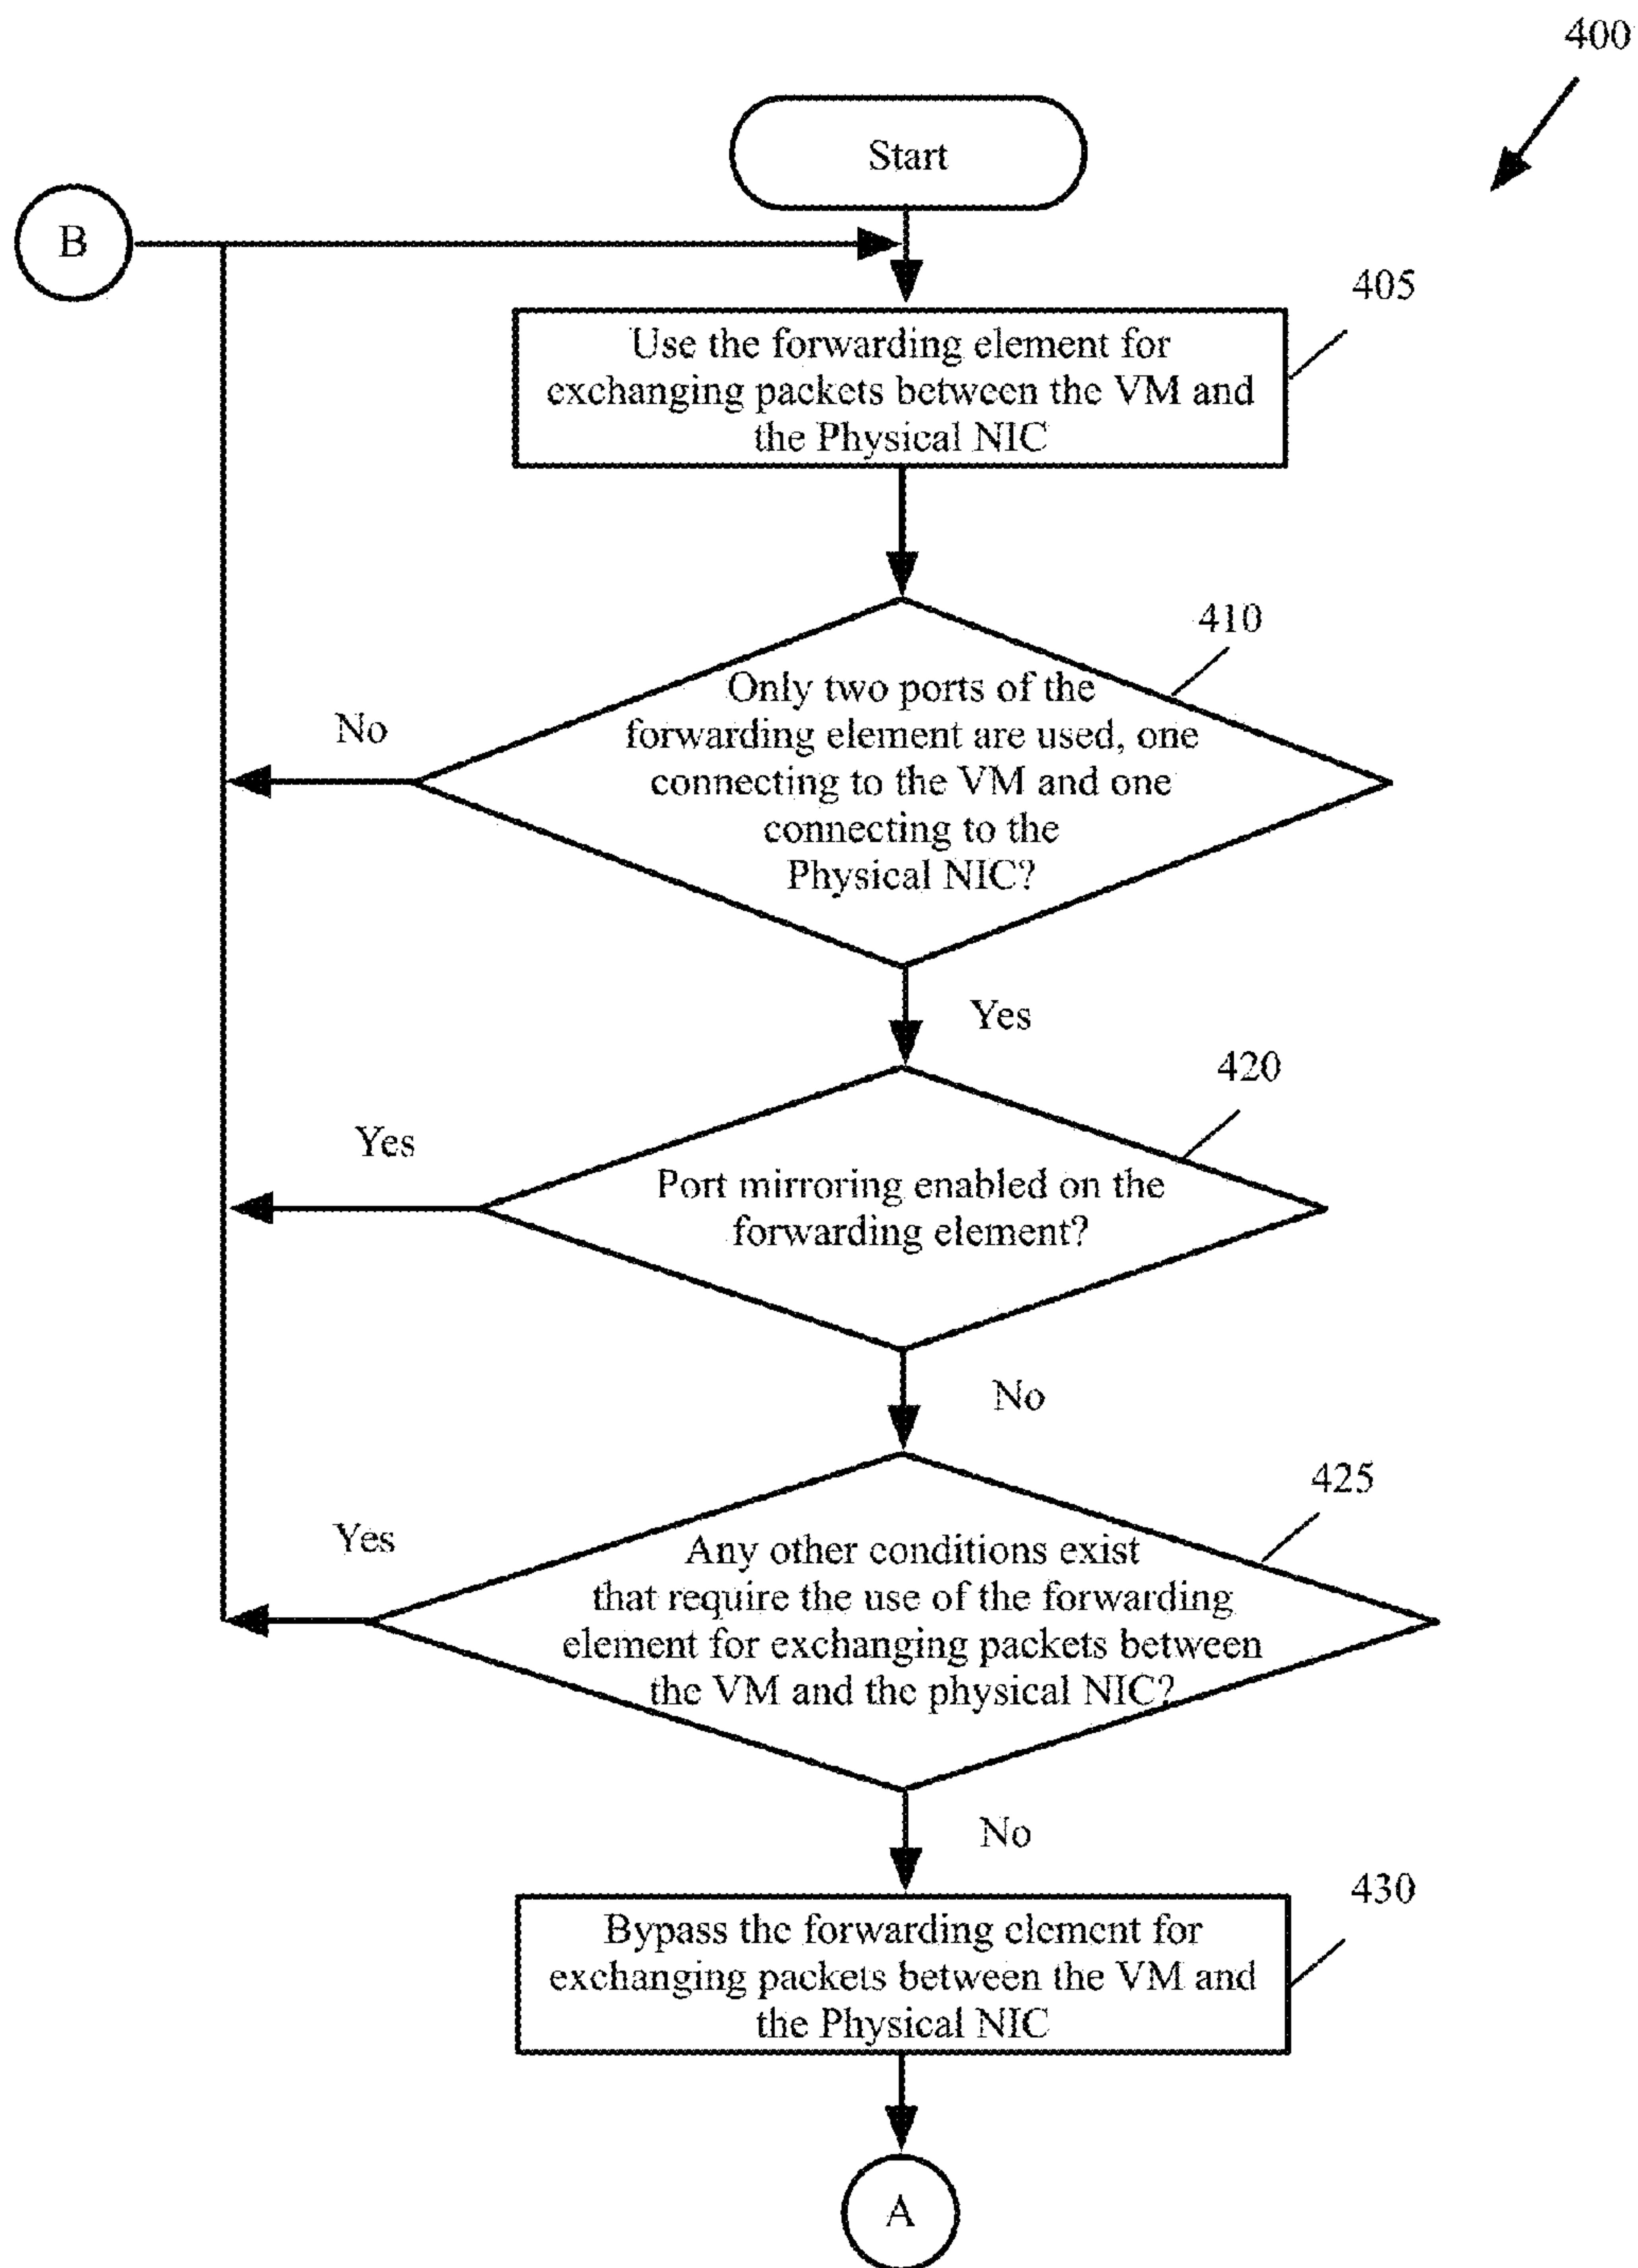 400
Start
B
405
Use the forwarding element for
exchanging packets between the VM and
the Physical NIC
410
Only two ports of the
forwarding element are used, one
connecting to the VM and one
connecting to the
Physical NIC?
No
Yes
420
Port mirroring enabled on the
forwarding element?
Yes
No
425
Any other conditions exist
that require the use of the forwarding
element for exchanging packets between
the VM and the physical NIC?
Yes
No
430
Bypass the forwarding element for
exchanging packets between the VM and
the Physical NIC
A